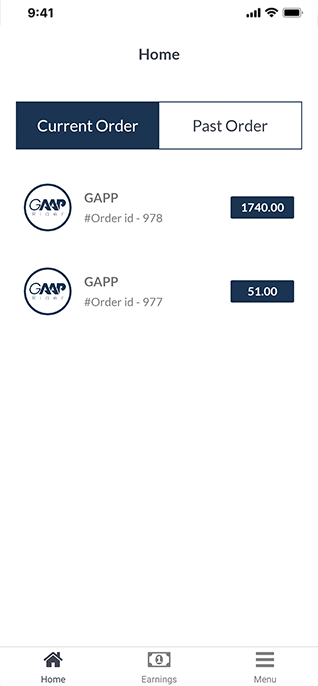 9:41
Home
Current Order
Past Order
GAAP
Rider
GAPP
#Order id - 978
1740.00
GAAP
Rider
GAPP
#Order id - 977
51.00
Home
Earnings
Menu